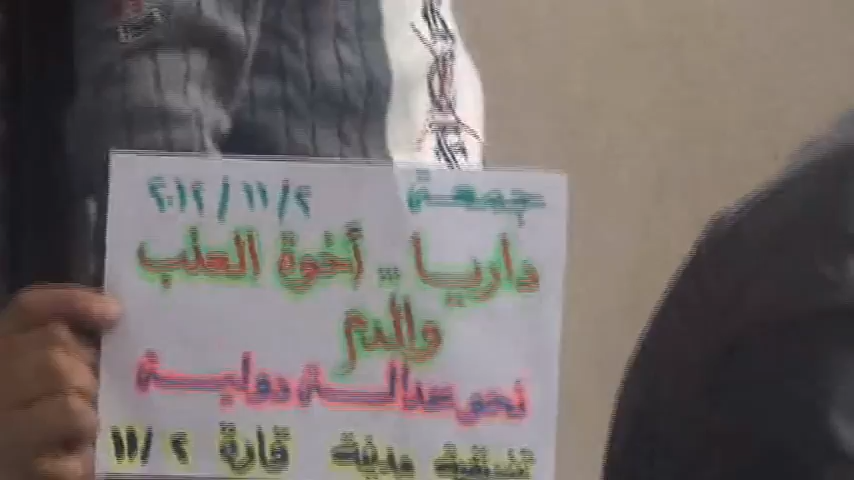 جمعة ٢٠١٢/١١/٢
داريا .. أخوة العنب
والدم
نحو عدالة دولية
تنسيقية مدينة قارة ٢ /١١